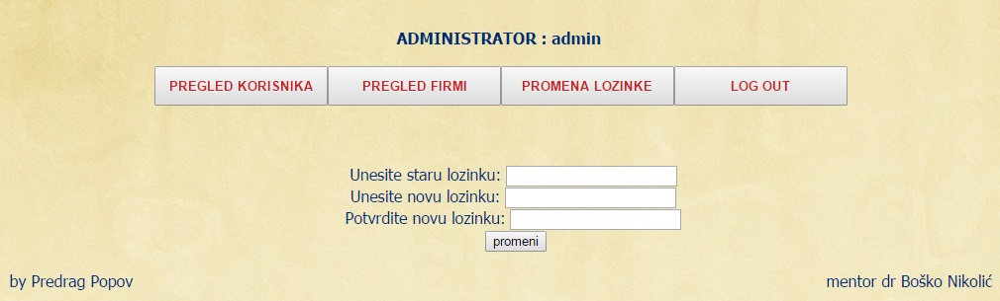 ADMINISTRATOR : admin
PREGLED KORISNIKA PREGLED FIRMI PROMENA LOZINKE LOG OUT
Unesite staru lozinku:
Unesite novu lozinku:
Potvrdite novu lozinku:
promeni
by Predrag Popov mentor dr Boško Nikolić